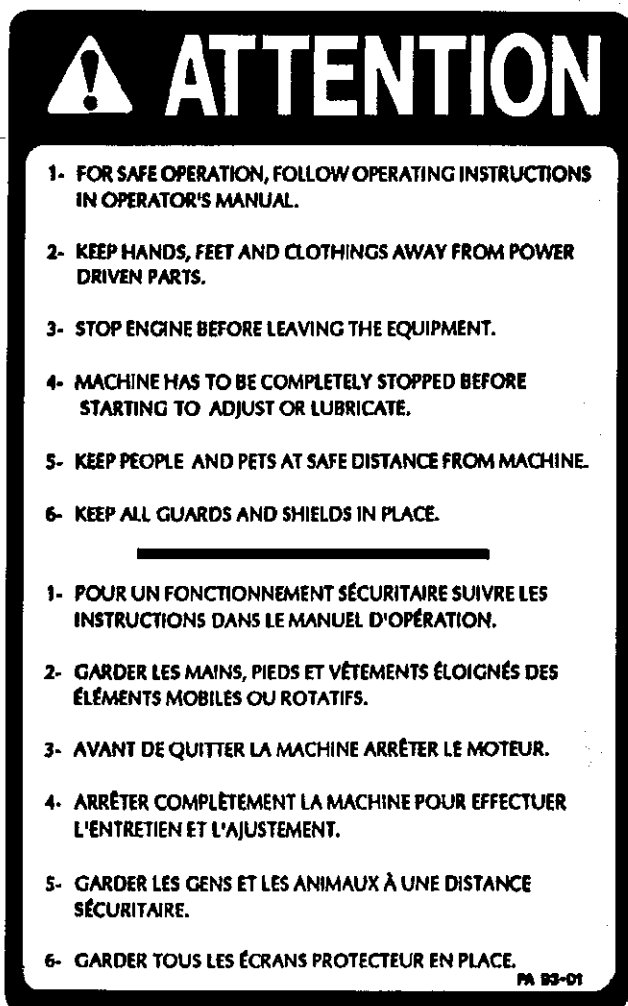 ATTENTION
1- FOR SAFE OPERATION, FOLLOW OPERATING INSTRUCTIONS
IN OPERATOR'S MANUAL.
2- KEEP HANDS, FEET AND CLOTHINGS AWAY FROM POWER
DRIVEN PARTS.
3- STOP ENGINE BEFORE LEAVING THE EQUIPMENT.
4- MACHINE HAS TO BE COMPLETELY STOPPED BEFORE
STARTING TO ADJUST OR LUBRICATE.
5- KEEP PEOPLE AND PETS AT SAFE DISTANCE FROM MACHINE.
6- KEEP ALL GUARDS AND SHIELDS IN PLACE.
1- POUR UN FONCTIONNEMENT SÉCURITAIRE SUIVRE LES
INSTRUCTIONS DANS LE MANUEL D'OPÉRATION.
2- GARDER LES MAINS, PIEDS ET VÊTEMENTS ÉLOIGNÉS DES
ÉLÉMENTS MOBILES OU ROTATIFS.
3- AVANT DE QUITTER LA MACHINE ARRÊTER LE MOTEUR.
4- ARRÊTER COMPLÈTEMENT LA MACHINE POUR EFFECTUER
L'ENTRETIEN ET L'AJUSTEMENT.
5- GARDER LES GENS ET LES ANIMAUX À UNE DISTANCE
SÉCURITAIRE.
6- GARDER TOUS LES ÉCRANS PROTECTEUR EN PLACE.
PA 93-01